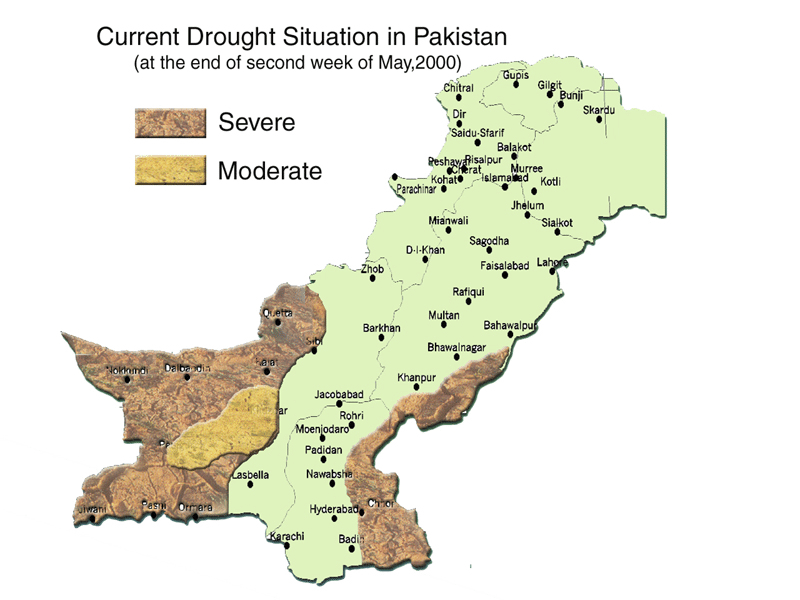 Current Drought Situation in Pakistan
(at the end of second week of May,2000)
Severe
Moderate
Gupis
Gilgit
Chitral
Bunji
Skardu
Dir
Saidu-Sfarif
Balakot
Peshawar
Risalpur
Cherat
Murree
Kohat
Islamabad
Kotli
Parachinar
Jhelum
Mianwali
Sialkot
Sagodha
D-I-Khan
Lahore
Faisalabad
Zhob
Rafiqui
Quetta
Multan
Barkhan
Bahawalpur
Sibi
Bhawalnagar
Kalat
Nokkundi
Dalbandin
Khanpur
Jacobabad
Rohri
Moenjodaro
Padidan
Lasbella
Nawabsha
Chhor
Jiwani
Pasni
Ormara
Hyderabad
Karachi
Badin